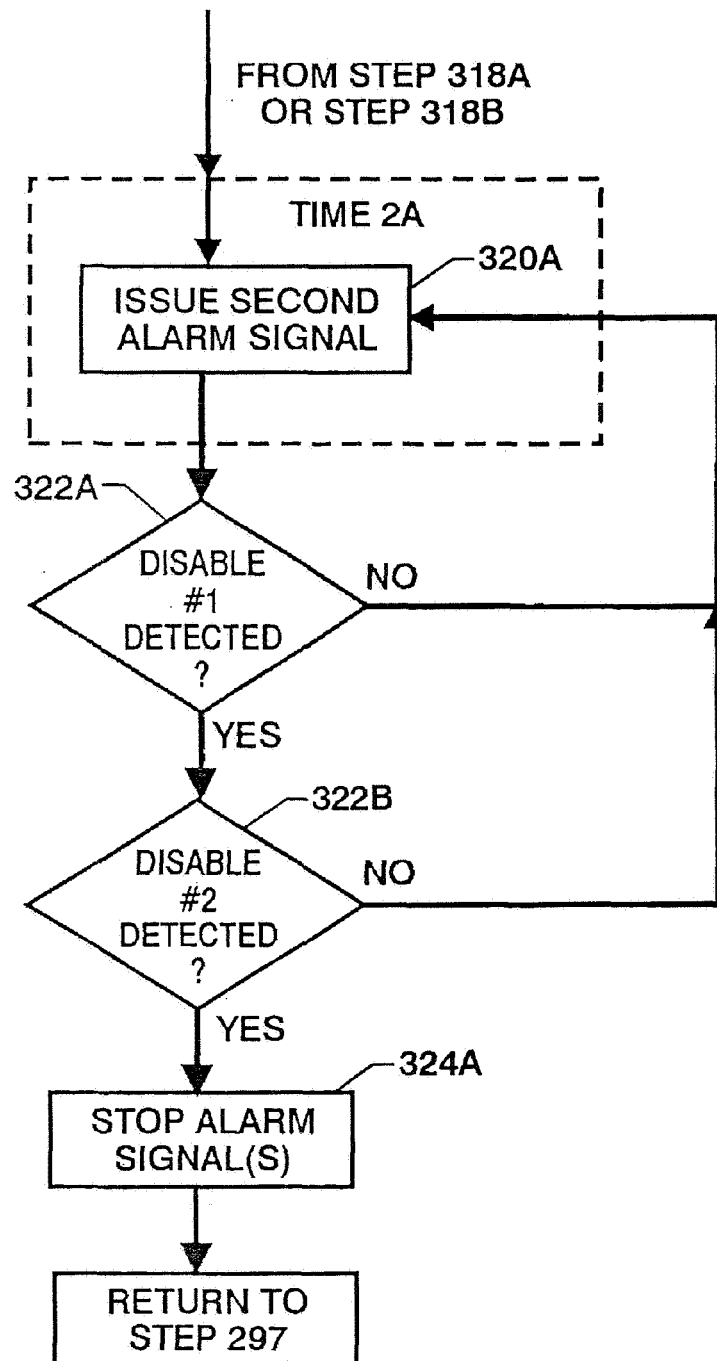 FROM STEP 318A
OR STEP 318B
TIME 2A
320A
ISSUE SECOND
ALARM SIGNAL
322A
DISABLE
#1
DETECTED
?
NO
YES
322B
DISABLE
#2
DETECTED
?
NO
YES
324A
STOP ALARM
SIGNAL(S)
RETURN TO
STEP 297